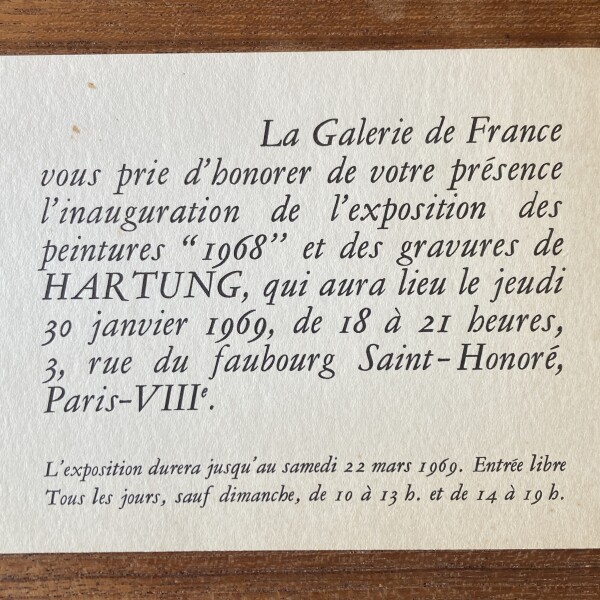 La Galerie de France
vous prie d'honorer de votre présence
l'inauguration de l'exposition des
peintures “1968” et des gravures de
HARTUNG, qui aura lieu le jeudi
30 janvier 1969, de 18 à 21 heures,
3, rue du faubourg Saint-Honoré,
Paris-VIIIe.
L'exposition durera jusqu'au samedi 22 mars 1969. Entrée libre
Tous les jours, sauf dimanche, de 10 à 13 h. et de 14 à 19 h.